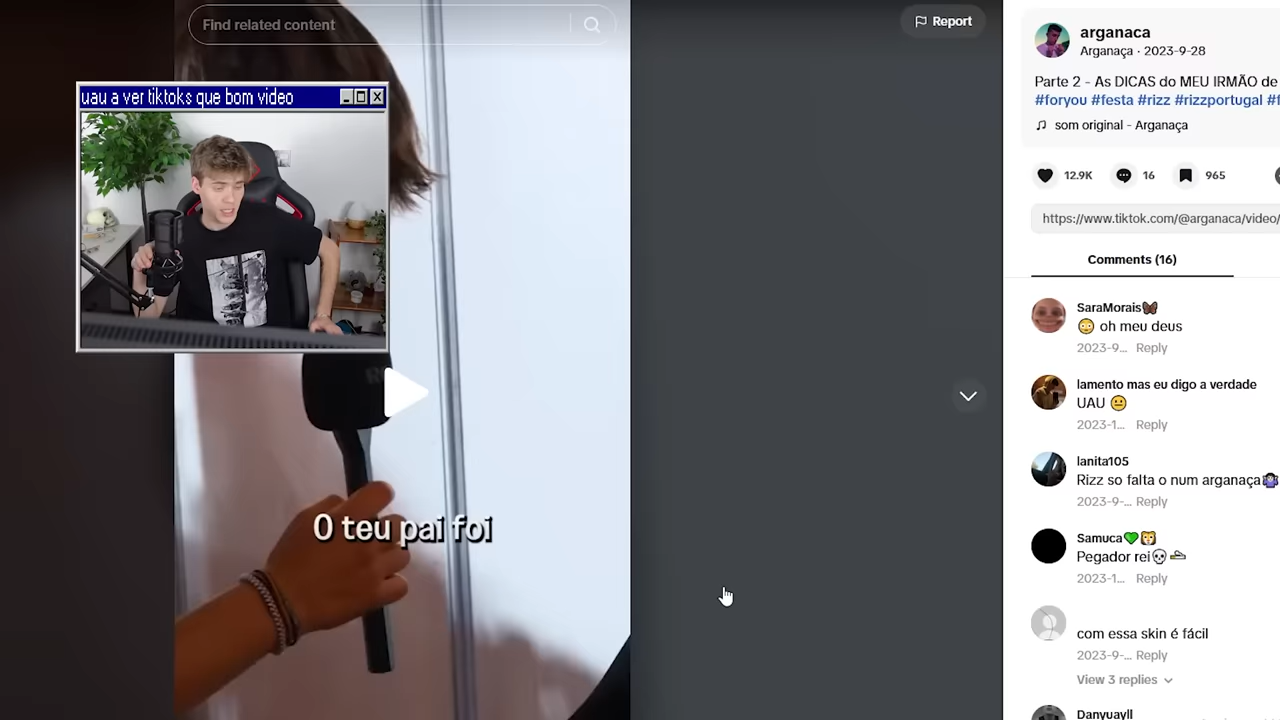 Find related content
Report
uau a ver tiktoks que bom video
O teu pai foi
arganaca
Arganaça · 2023-9-28
Parte 2 - As DICAS do MEU IRMÃO de
#foryou #festa #rizz #rizzportugal #f
som original - Arganaça
12.9K
16
965
https://www.tiktok.com/@arganaca/video/
Comments (16)
SaraMorais🦋
😳 oh meu deus
2023-9... Reply
lamento mas eu digo a verdade
UAU 😐
2023-1... Reply
lanita105
Rizz so falta o num arganaça🤷‍♀️
2023-9-... Reply
Samuca💚🐯
Pegador rei💀
2023-1... Reply
com essa skin é fácil
2023-9-... Reply
View 3 replies
Danyuayll